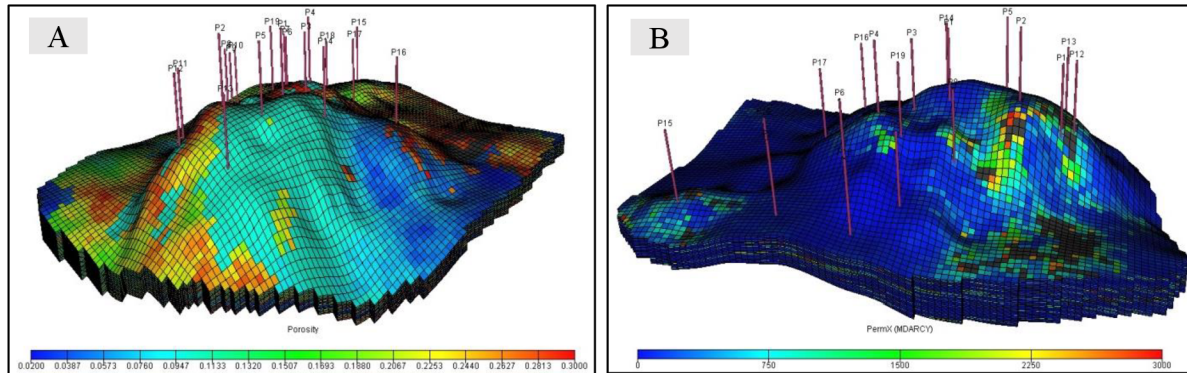 A
P4
P2
P19
P1
P5
P10
P18
P14
P15
P17
P16
P11
Porosity
0.0200 0.0387 0.0573 0.0760 0.0947 0.1133 0.1320 0.1507 0.1693 0.1880 0.2067 0.2253 0.2440 0.2627 0.2813 0.3000
B
P5
P2
P14
P3
P4
P16
P19
P17
P6
P13
P12
P15
PermX (MDARCY)
0 750 1500 2250 3000